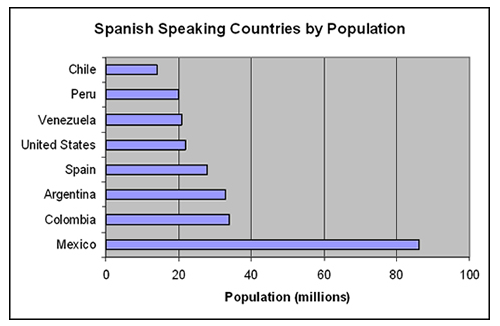 Spanish Speaking Countries by Population
Chile
Peru
Venezuela
United States
Spain
Argentina
Colombia
Mexico
0 20 40 60 80 100
Population (millions)